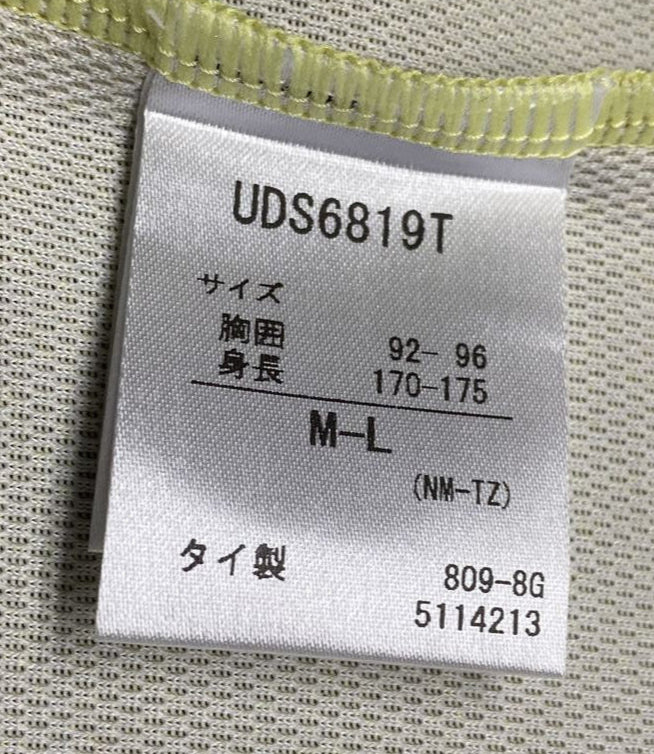 UDS6819T
サイズ
胸囲 92- 96
身長 170-175
M-L
(NM-TZ)
タイ製 809-8G
5114213